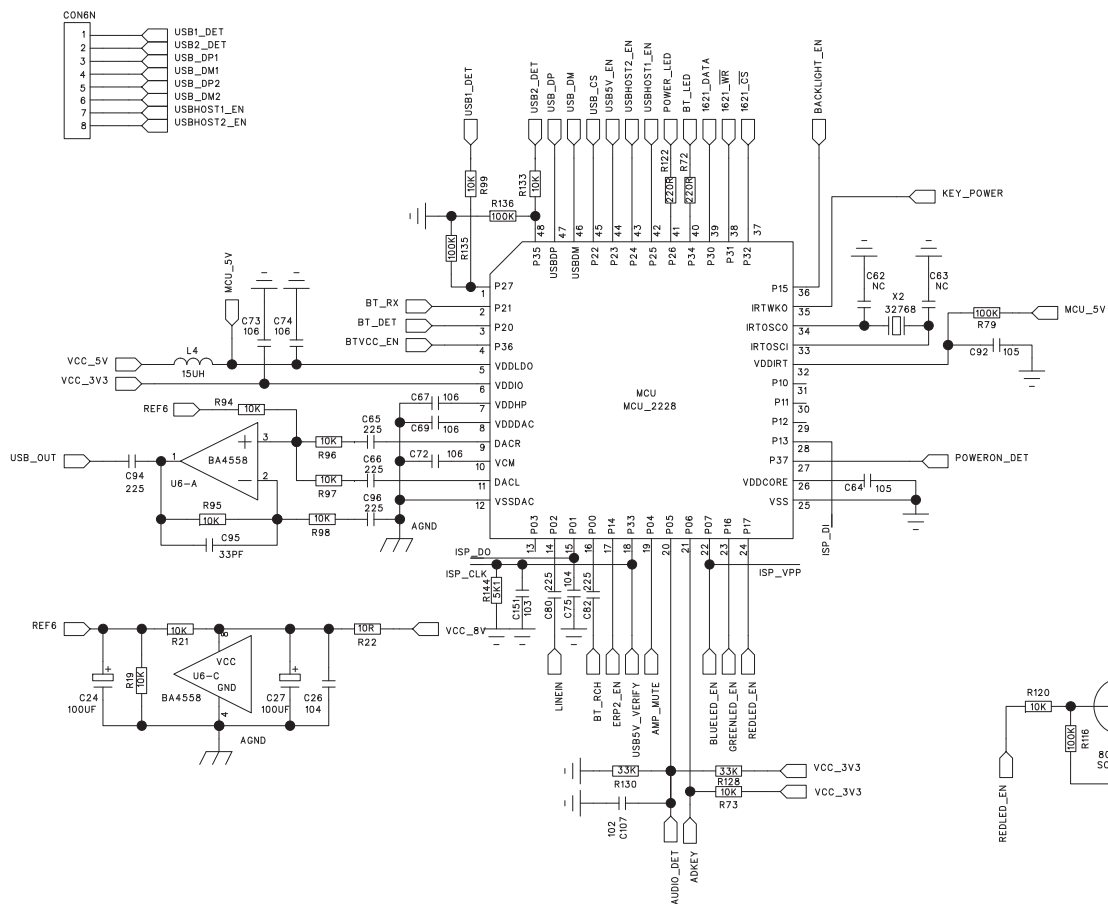 CON6N
1 USB1_DET
2 USB2_DET
3 USB_DP1
4 USB_DM1
5 USB_DP2
6 USB_DM2
7 USBHOST1_EN
8 USBHOST2_EN
USB1_DET
USB2_DET
USB_DP
USB_DM
USB_CS
USB5V_EN
USBHOST2_EN
USBHOST1_EN
POWER_LED
BT_LED
1621_DATA
1621_WR
1621_CS
BACKLIGHT_EN
10K R99
R133 10K
R136
100K
100K R135
R122 220R
R72 220R
KEY_POWER
48 47 46 45 44 43 42 41 40 39 38 37
P35 USBDP USBDM P22 P23 P24 P25 P26 P34 P30 P31 P32
MCU
MCU_2228
P27 1
P21 2
P20 3
P36 4
VDDLDO 5
VDDIO 6
VDDHP 7
VDDDAC 8
DACR 9
VCM 10
DACL 11
VSSDAC 12
P15 36
IRTWKO 35
IRTOSCO 34
IRTOSCI 33
VDDIRT 32
P10 31
P11 30
P12 29
P13 28
P37 27
VDDCORE 26
VSS 25
P03 P02 P01 P00 P14 P33 P04 P05 P06 P07 P16 P17
13 14 15 16 17 18 19 20 21 22 23 24
BT_RX
BT_DET
BTVCC_EN
MCU_5V
C73
106
C74
106
VCC_5V
L4
15UH
VCC_3V3
C67 106
C69 106
C72 106
REF6
R94
10K
USB_OUT
C94
225
1
3
2
BA4558
U6-A
R95
10K
C95
33PF
10K
R96
C65
225
10K
R97
C66
225
10K
R98
C96
225
AGND
C62
NC
C63
NC
X2
32768
100K
R79
MCU_5V
C92 105
POWERON_DET
C64 105
ISP_DI
ISP_DO
ISP_CLK
ISP_VPP
R144
5K1
C151
103
C80 225
C75 104
C82 225
LINEIN
BT_RCH
ERP2_EN
USB5V_VERIFY
AMP_MUTE
BLUELED_EN
GREENLED_EN
REDLED_EN
REF6
10K
R21
10R
R22
VCC_8V
C24
100UF
R19
10K
8
VCC
U6-C
GND
BA4558
4
C27
100UF
C26
104
AGND
33K
R130
33K
R128
VCC_3V3
10K
R73
VCC_3V3
102
C107
AUDIO_DET
ADKEY
R120
10K
100K
R116
REDLED_EN